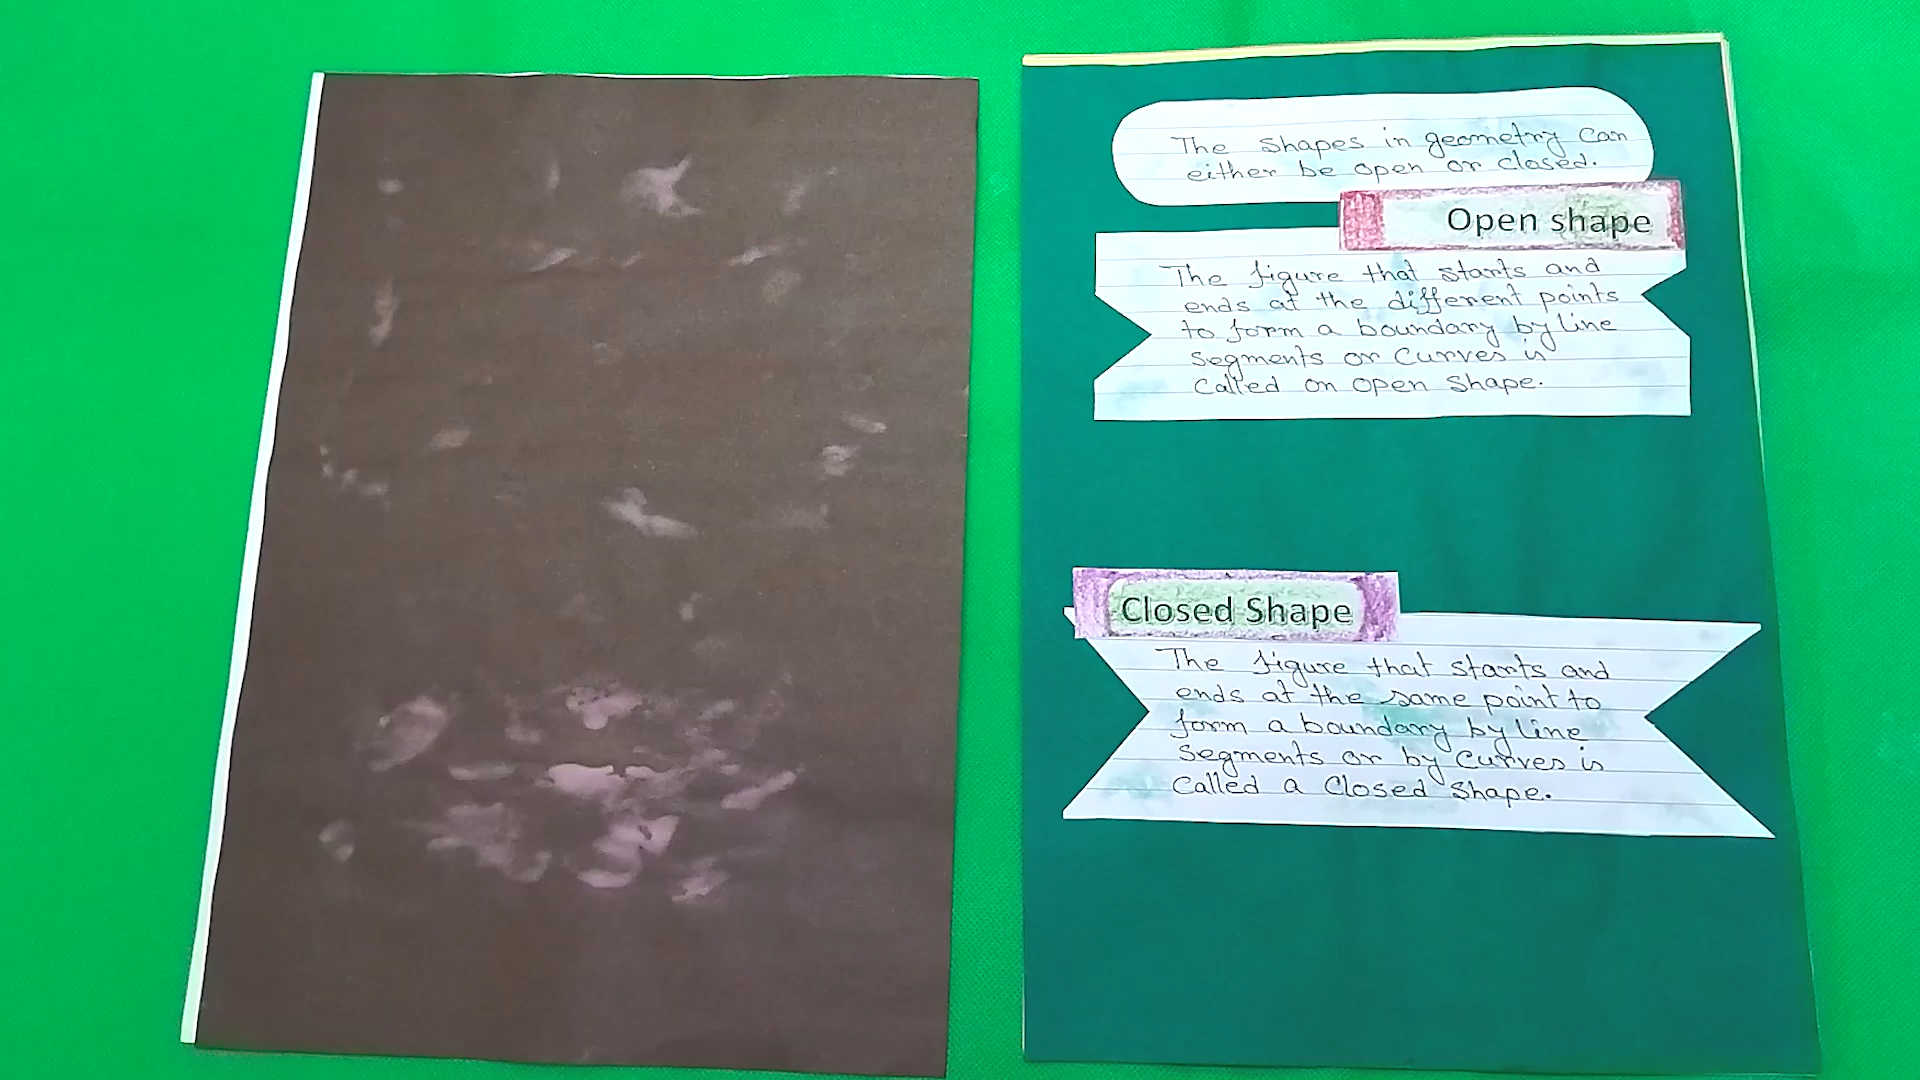 The Shapes in geometry can
either be open or closed.
Open shape
The figure that starts and
ends at the different points
to form a boundary by line
segments or Curves is
called on open Shape.
Closed Shape
The figure that starts and
ends at the same point to
form a boundary by line
segments or by Curves is
called a Closed Shape.